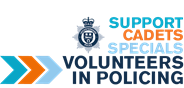 SUPPORT
CADETS
SPECIALS
VOLUNTEERS
IN POLICING